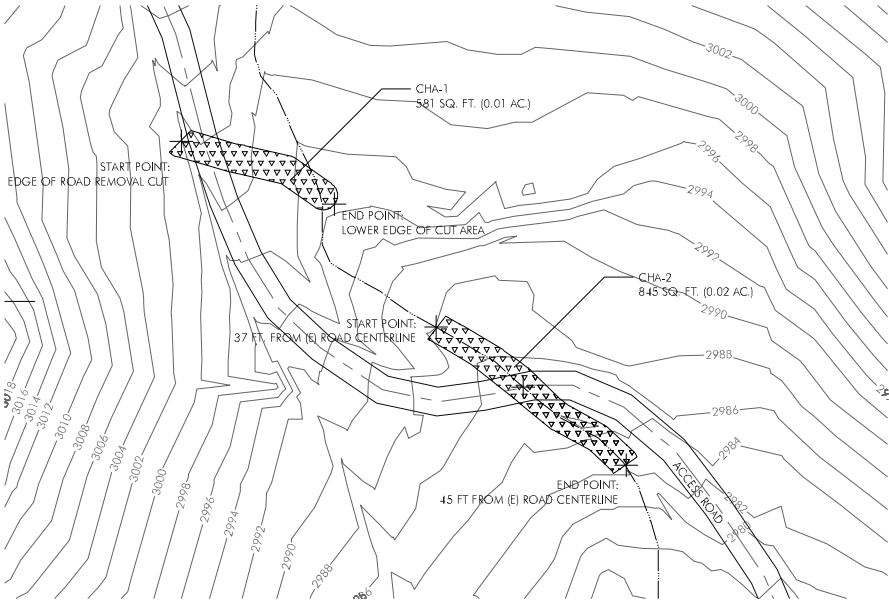 CHA-1
581 SQ. FT. (0.01 AC.)
START POINT:
EDGE OF ROAD REMOVAL CUT
END POINT:
LOWER EDGE OF CUT AREA
CHA-2
845 SQ. FT. (0.02 AC.)
START POINT:
37 FT. FROM (E) ROAD CENTERLINE
END POINT:
45 FT FROM (E) ROAD CENTERLINE
ACCESS ROAD
3002
3000
2998
2996
2994
2992
2990
2988
2986
2984
2982
2980
3018
3016
3014
3012
3010
3008
3006
3004
3002
3000
2998
2996
2994
2992
2990
2988